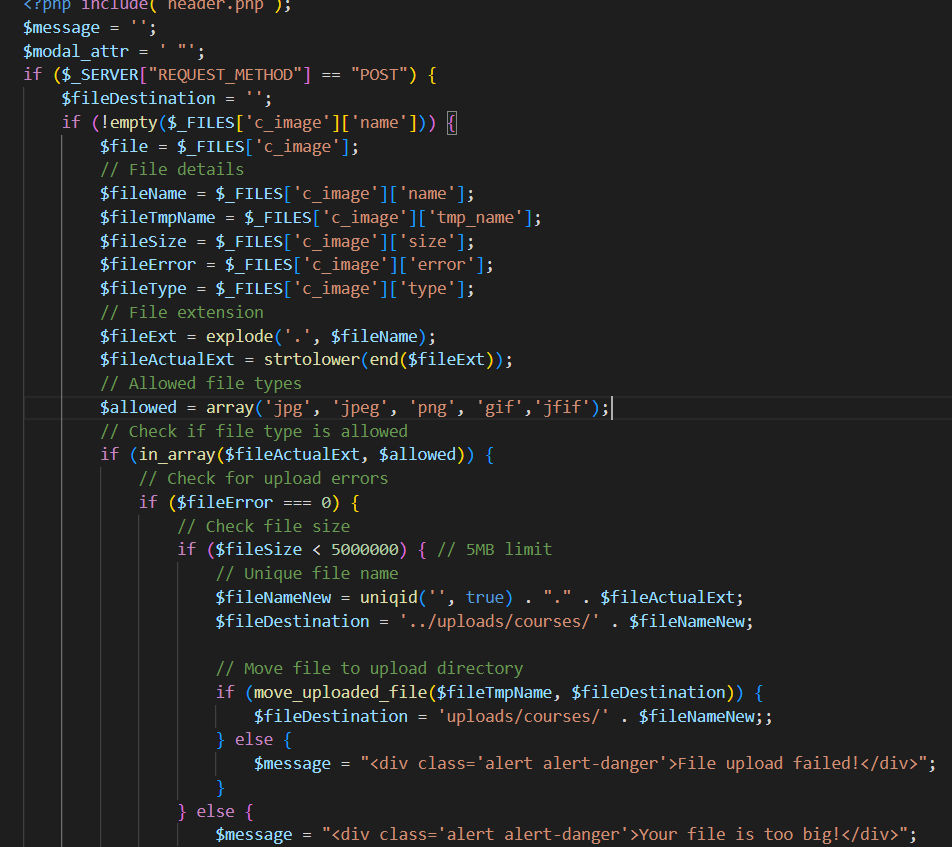 <?php include( 'header.php' );
$message = '';
$modal_attr = ' "';
if ($_SERVER["REQUEST_METHOD"] == "POST") {
    $fileDestination = '';
    if (!empty($_FILES['c_image']['name'])) {
        $file = $_FILES['c_image'];
        // File details
        $fileName = $_FILES['c_image']['name'];
        $fileTmpName = $_FILES['c_image']['tmp_name'];
        $fileSize = $_FILES['c_image']['size'];
        $fileError = $_FILES['c_image']['error'];
        $fileType = $_FILES['c_image']['type'];
        // File extension
        $fileExt = explode('.', $fileName);
        $fileActualExt = strtolower(end($fileExt));
        // Allowed file types
        $allowed = array('jpg', 'jpeg', 'png', 'gif','jfif');
        // Check if file type is allowed
        if (in_array($fileActualExt, $allowed)) {
            // Check for upload errors
            if ($fileError === 0) {
                // Check file size
                if ($fileSize < 5000000) { // 5MB limit
                    // Unique file name
                    $fileNameNew = uniqid('', true) . "." . $fileActualExt;
                    $fileDestination = '../uploads/courses/' . $fileNameNew;
                    // Move file to upload directory
                    if (move_uploaded_file($fileTmpName, $fileDestination)) {
                        $fileDestination = 'uploads/courses/' . $fileNameNew;;
                    } else {
                        $message = "<div class='alert alert-danger'>File upload failed!</div>";
                    }
                } else {
                    $message = "<div class='alert alert-danger'>Your file is too big!</div>";